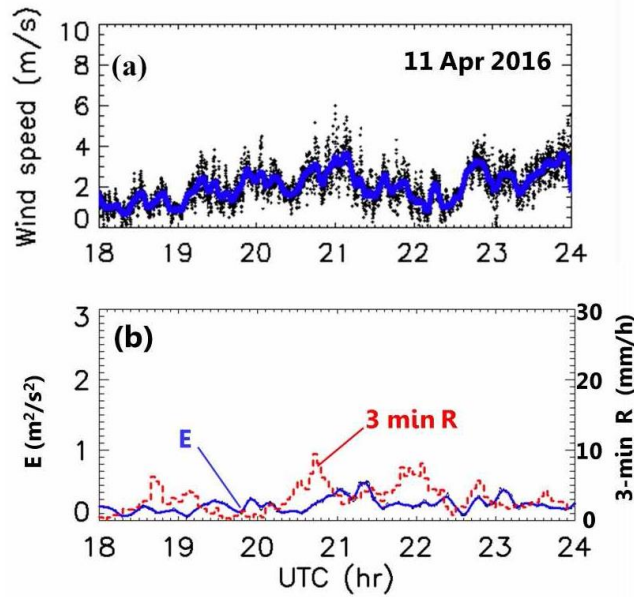 10
8
6
4
2
0
Wind speed (m/s)
(a)
11 Apr 2016
18 19 20 21 22 23 24
3
2
1
0
E (m²/s²)
(b)
E
3 min R
30
20
10
0
3-min R (mm/h)
18 19 20 21 22 23 24
UTC (hr)